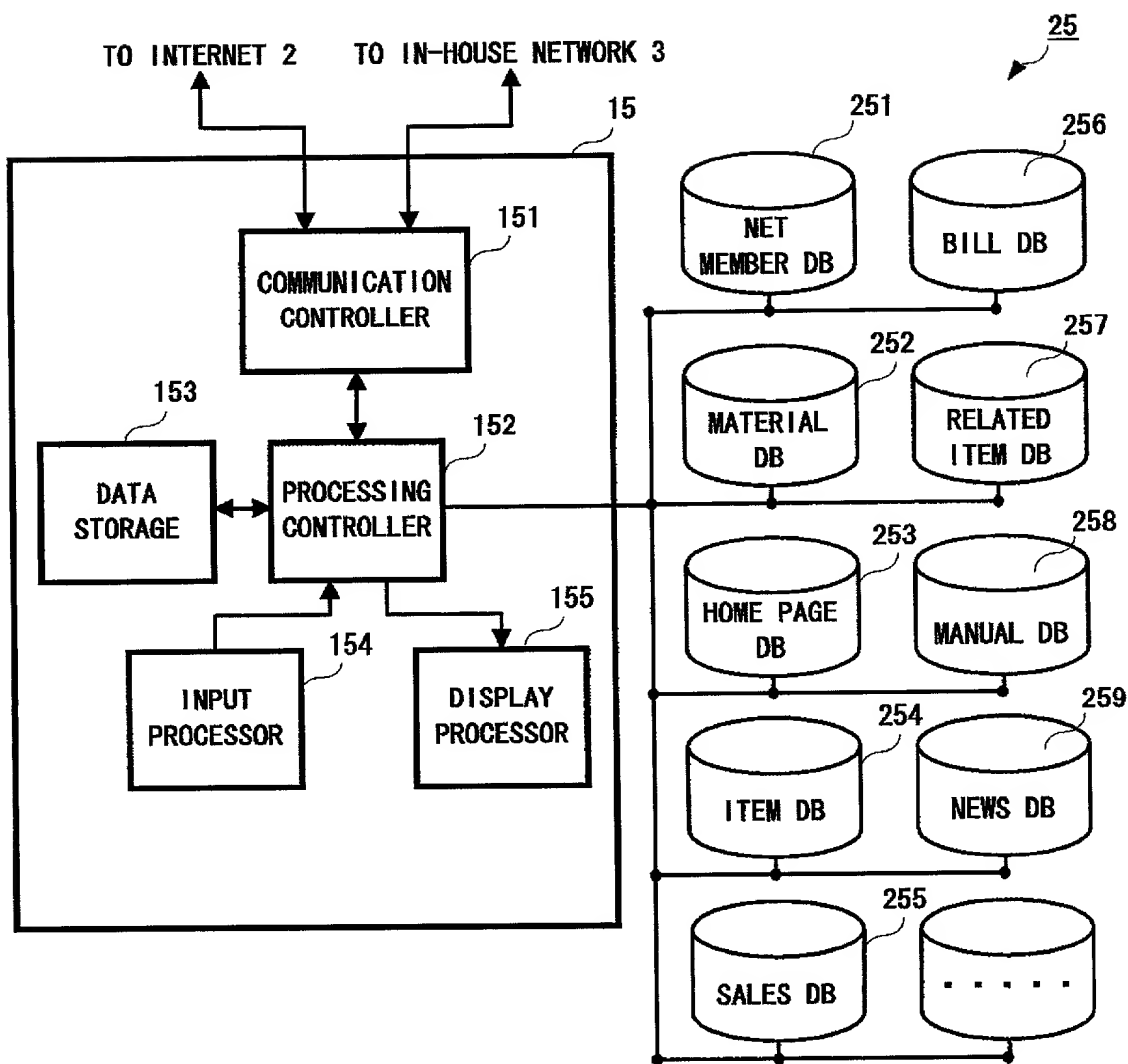 25
TO INTERNET 2
TO IN-HOUSE NETWORK 3
15
251
256
NET
MEMBER DB
BILL DB
151
COMMUNICATION
CONTROLLER
252
257
MATERIAL
DB
RELATED
ITEM DB
153
152
DATA
STORAGE
PROCESSING
CONTROLLER
253
258
HOME PAGE
DB
MANUAL DB
154
155
INPUT
PROCESSOR
DISPLAY
PROCESSOR
254
259
ITEM DB
NEWS DB
255
SALES DB
. . . . .